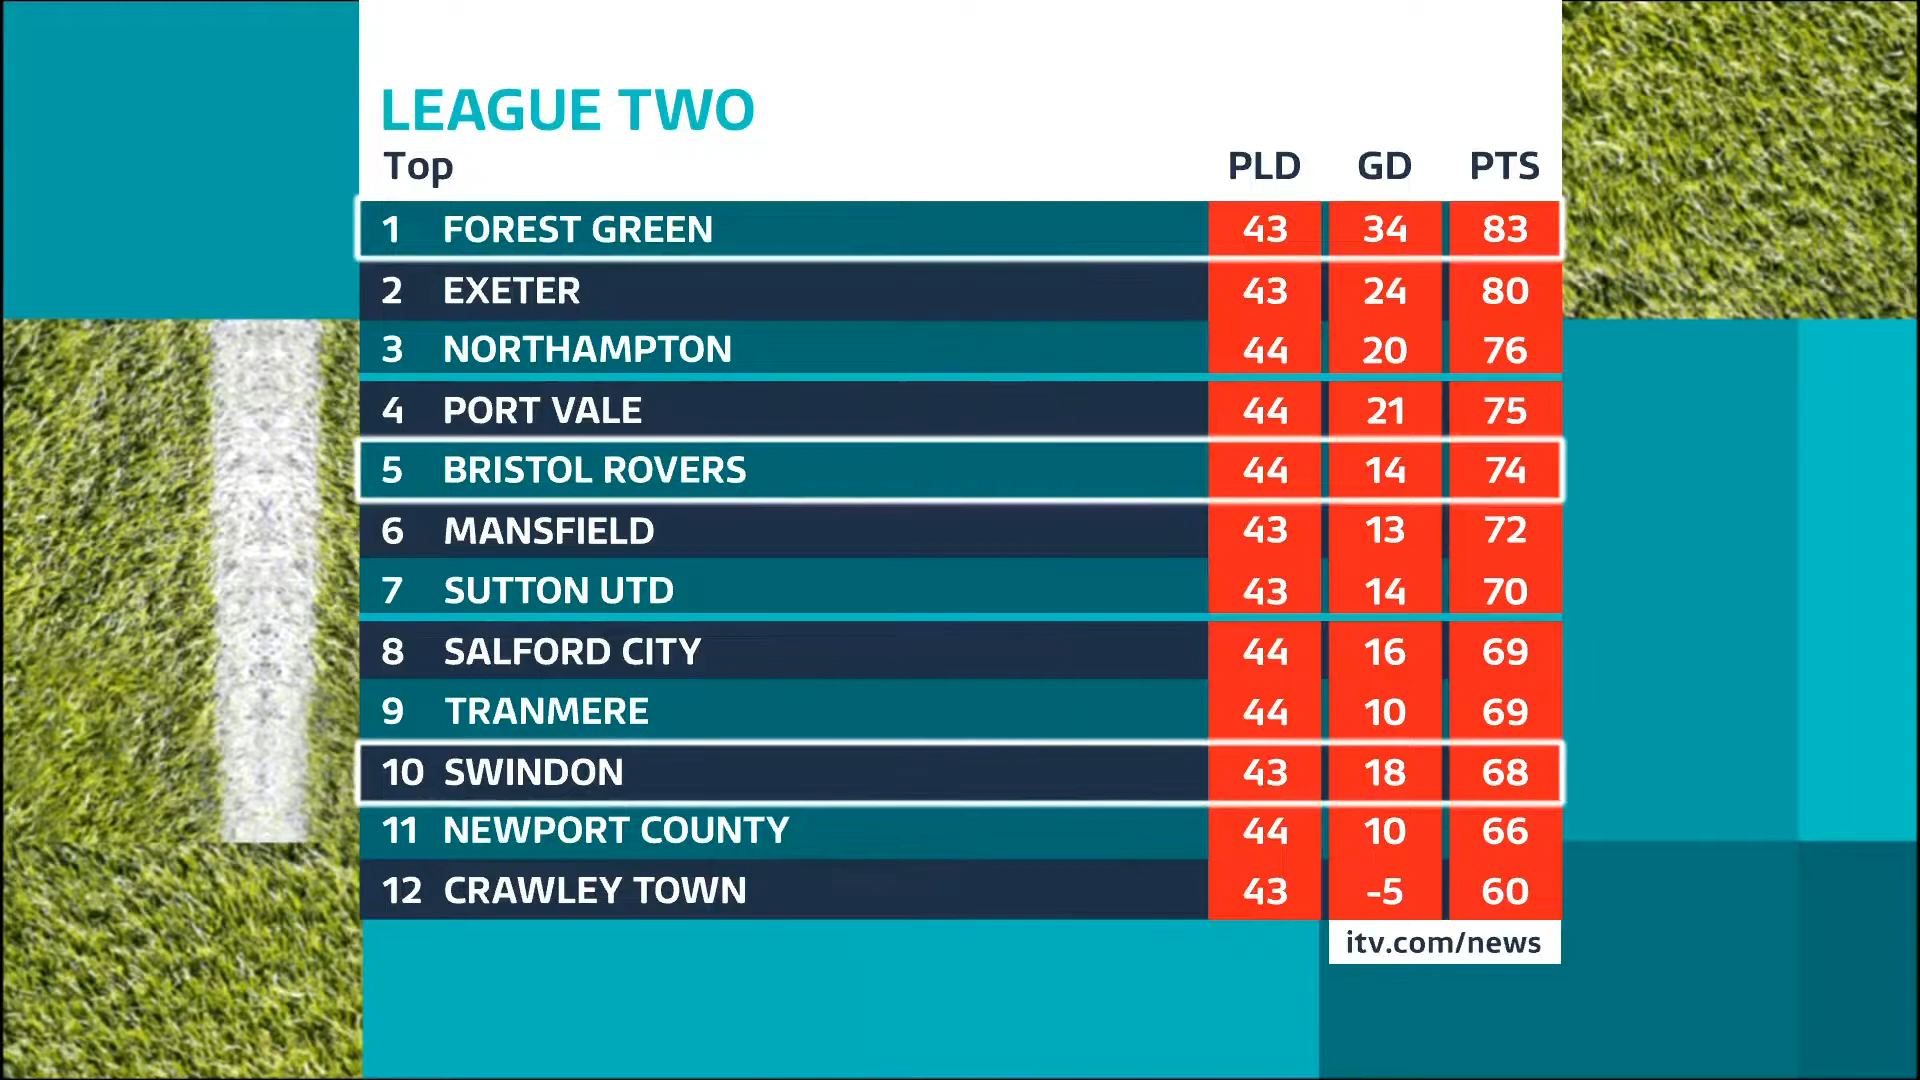 LEAGUE TWO
Top PLD GD PTS
1 FOREST GREEN 43 34 83
2 EXETER 43 24 80
3 NORTHAMPTON 44 20 76
4 PORT VALE 44 21 75
5 BRISTOL ROVERS 44 14 74
6 MANSFIELD 43 13 72
7 SUTTON UTD 43 14 70
8 SALFORD CITY 44 16 69
9 TRANMERE 44 10 69
10 SWINDON 43 18 68
11 NEWPORT COUNTY 44 10 66
12 CRAWLEY TOWN 43 -5 60
itv.com/news